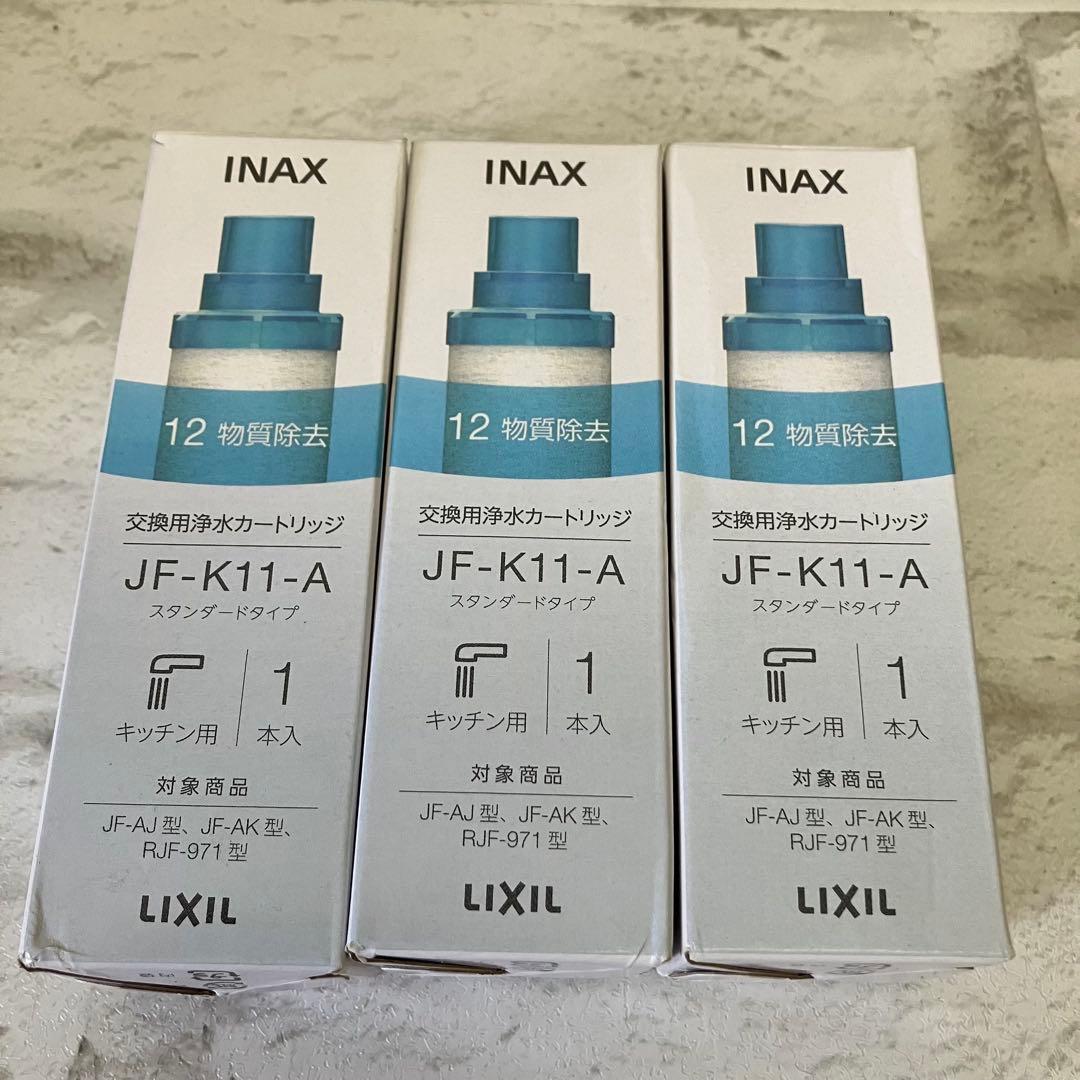 INAX
12 物質除去
交換用浄水カートリッジ
JF-K11-A
スタンダードタイプ
キッチン用
1
本入
対象商品
JF-AJ 型、JF-AK 型、
RJF-971 型
LIXIL
INAX
12 物質除去
交換用浄水カートリッジ
JF-K11-A
スタンダードタイプ
キッチン用
1
本入
対象商品
JF-AJ 型、JF-AK 型、
RJF-971 型
LIXIL
INAX
12 物質除去
交換用浄水カートリッジ
JF-K11-A
スタンダードタイプ
キッチン用
1
本入
対象商品
JF-AJ 型、JF-AK 型、
RJF-971 型
LIXIL